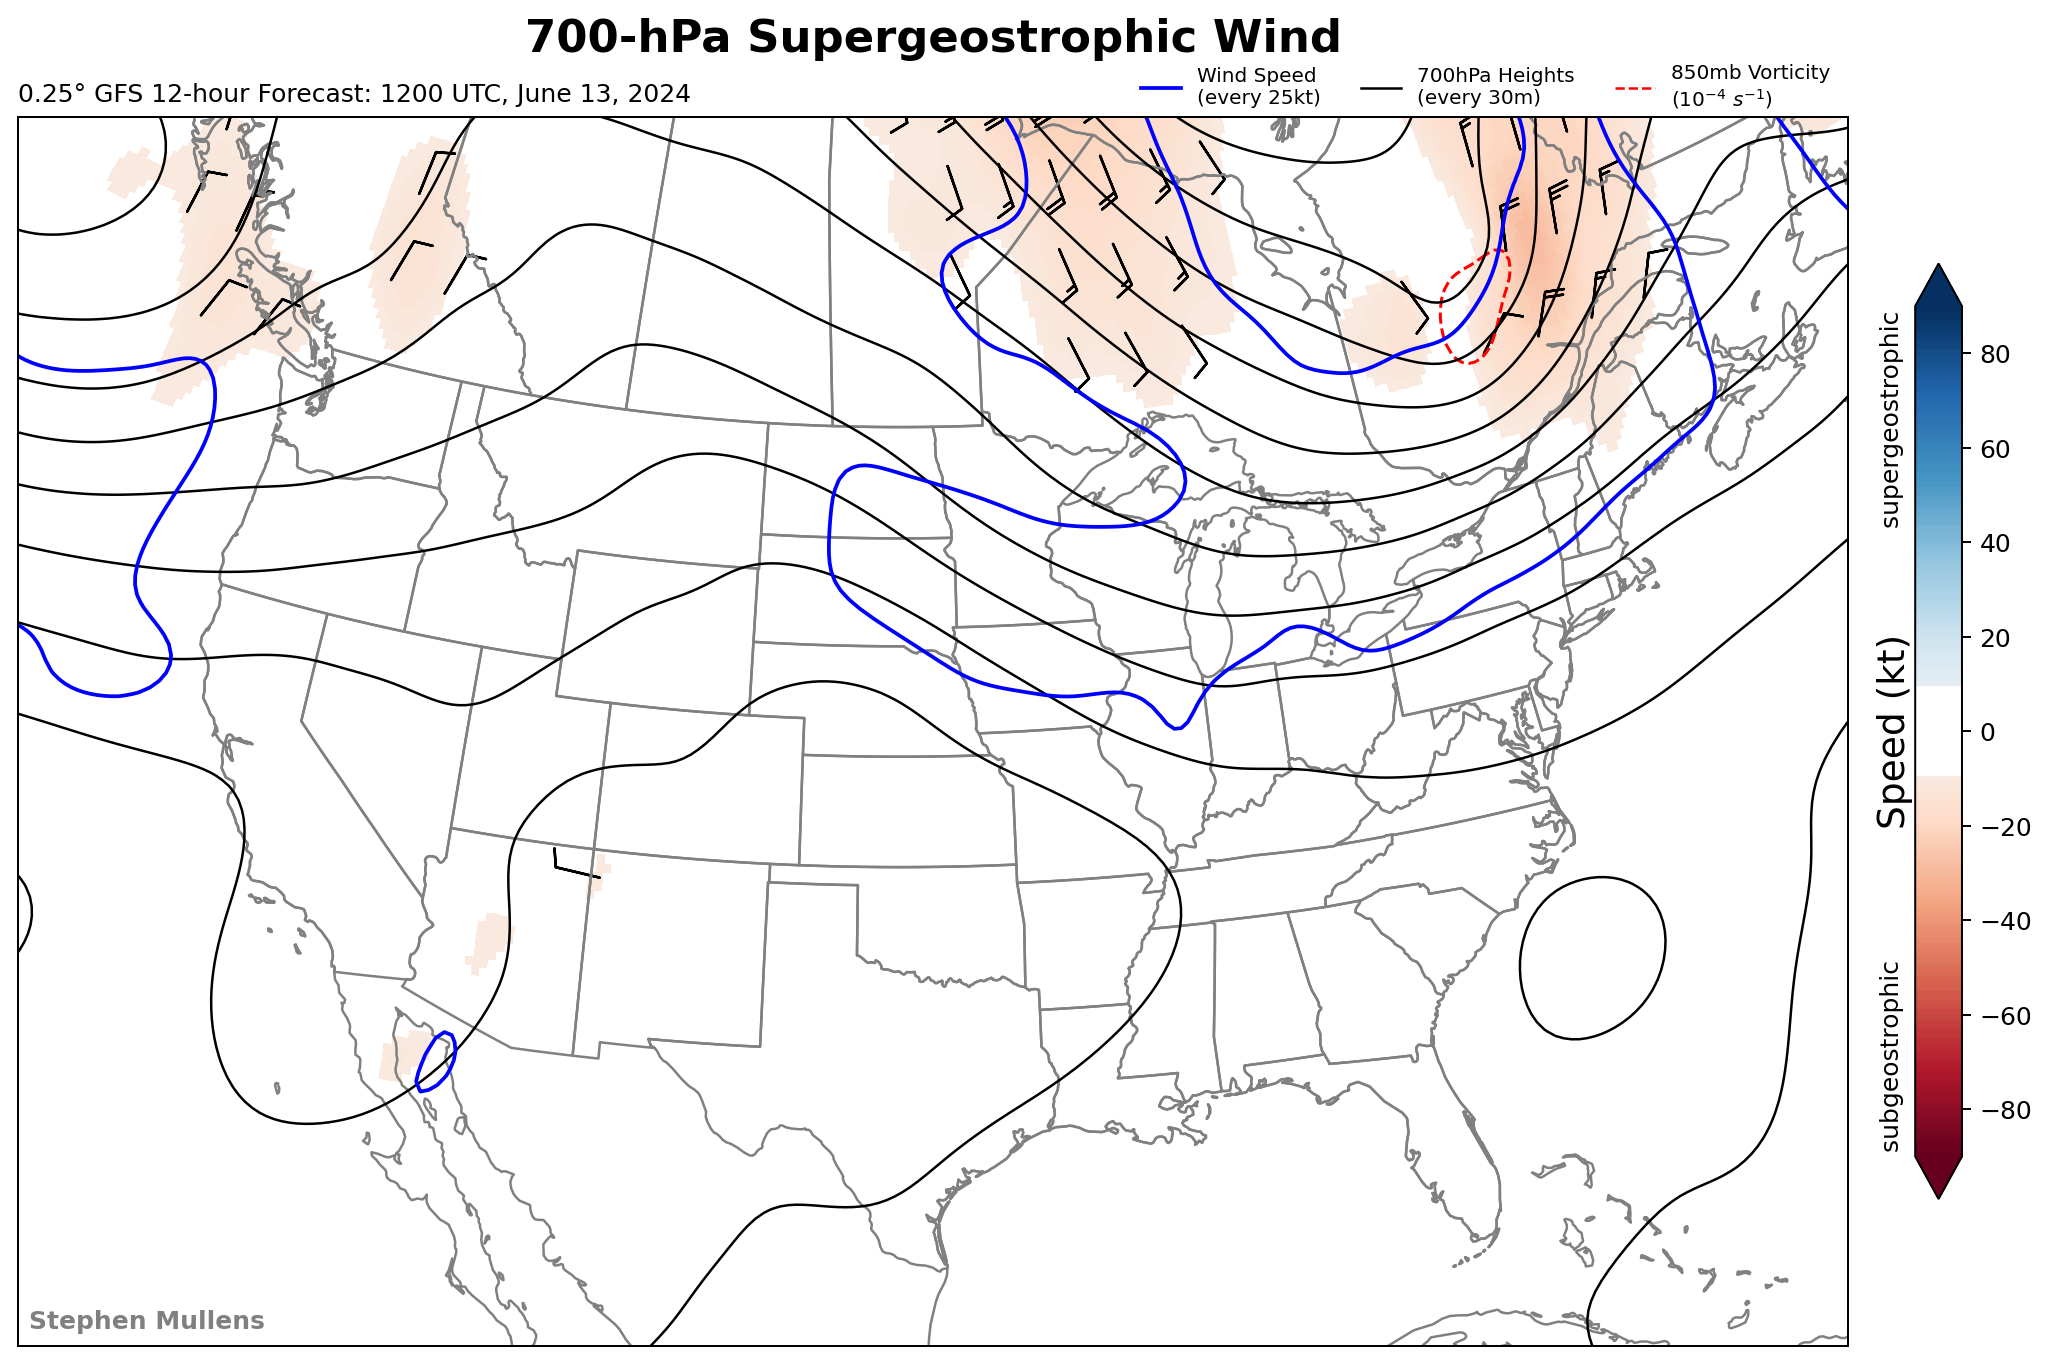 700-hPa Supergeostrophic Wind
0.25° GFS 12-hour Forecast: 1200 UTC, June 13, 2024
Wind Speed
(every 25kt)
700hPa Heights
(every 30m)
850mb Vorticity
(10⁻⁴ s⁻¹)
supergeostrophic
Speed (kt)
subgeostrophic
80
60
40
20
0
−20
−40
−60
−80
Stephen Mullens